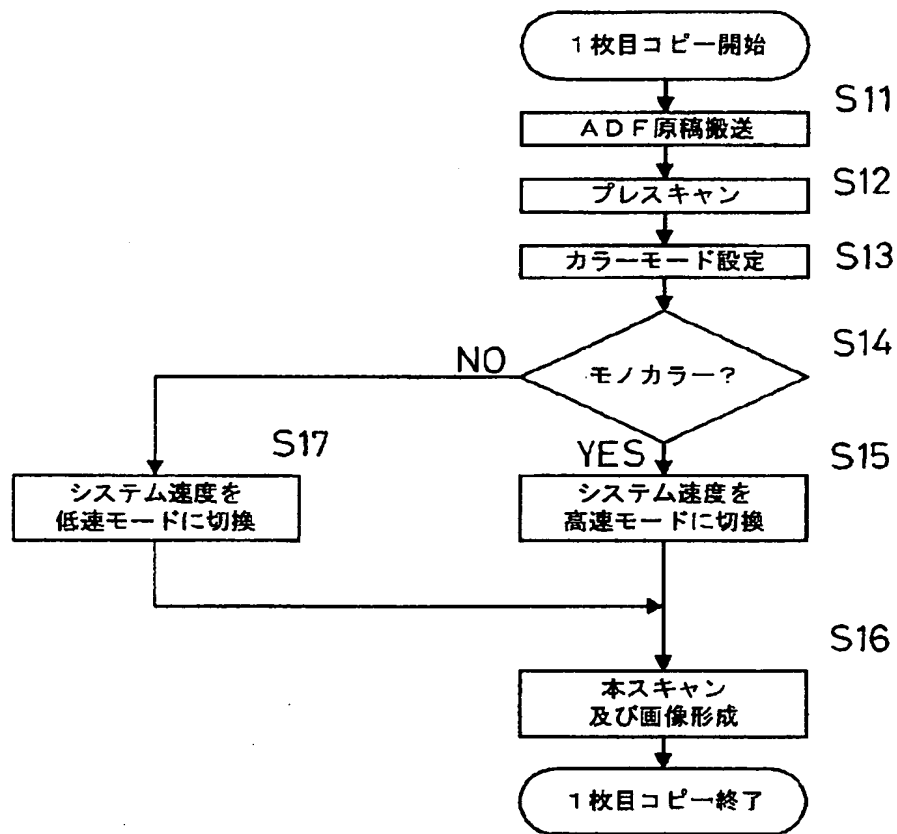 1枚目コピー開始
S11
ADF原稿搬送
S12
プレスキャン
S13
カラーモード設定
S14
モノカラー?
NO
YES
S17
システム速度を
低速モードに切換
S15
システム速度を
高速モードに切換
S16
本スキャン
及び画像形成
1枚目コピー終了